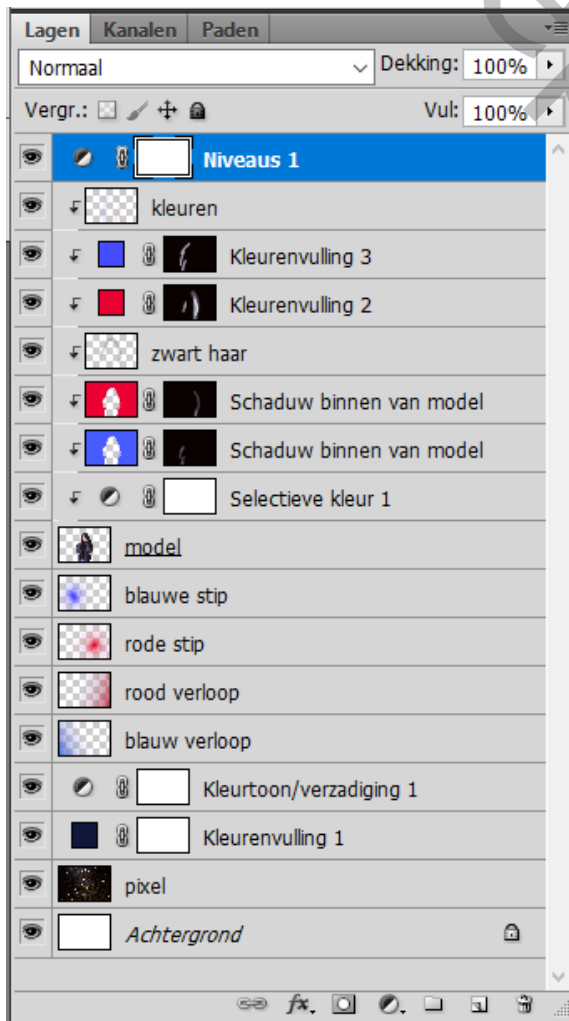 Lagen Kanalen Paden
Normaal Dekking: 100%
Vergr.: Vul: 100%
Niveaus 1
kleuren
Kleurenvulling 3
Kleurenvulling 2
zwart haar
Schaduw binnen van model
Schaduw binnen van model
Selectieve kleur 1
model
blauwe stip
rode stip
rood verloop
blauw verloop
Kleurtoon/verzadiging 1
Kleurenvulling 1
pixel
Achtergrond
fx.